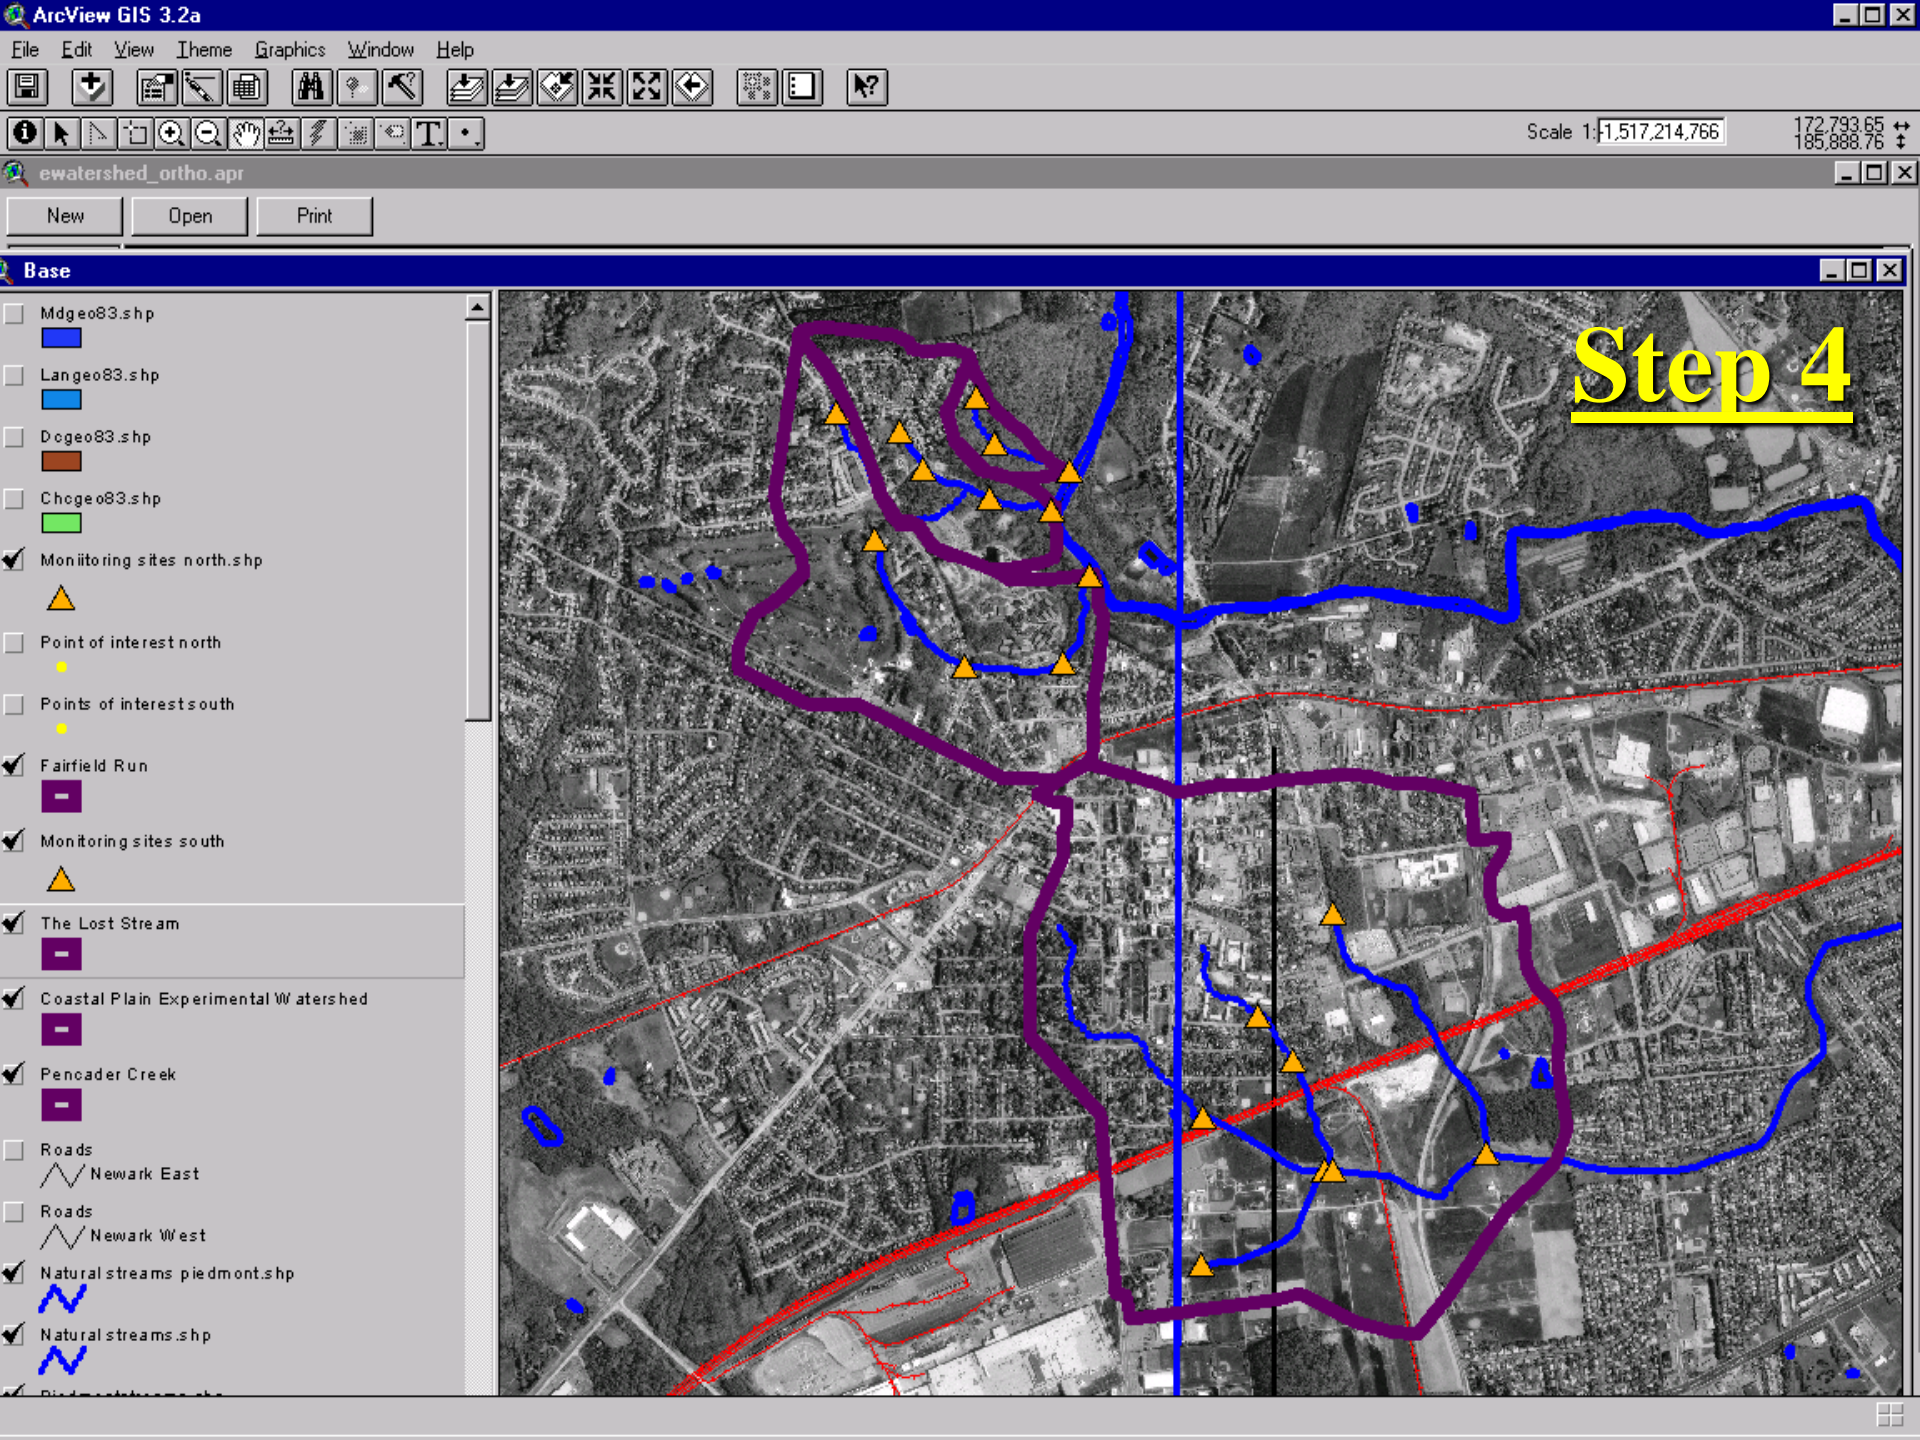 ArcView GIS 3.2a
File Edit View Theme Graphics Window Help
Scale 1: -1,517,214,766
172,793.65
185,888.76
ewatershed_ortho.apr
New Open Print
Base
Mdgeo83.shp
Langeo83.shp
Dcgeo83.shp
Chcgeo83.shp
Moniitoring sites north.shp
Point of interest north
Points of interest south
Fairfield Run
Monitoring sites south
The Lost Stream
Coastal Plain Experimental Watershed
Pencader Creek
Roads
Newark East
Roads
Newark West
Natural streams piedmont.shp
Natural streams.shp
Step 4